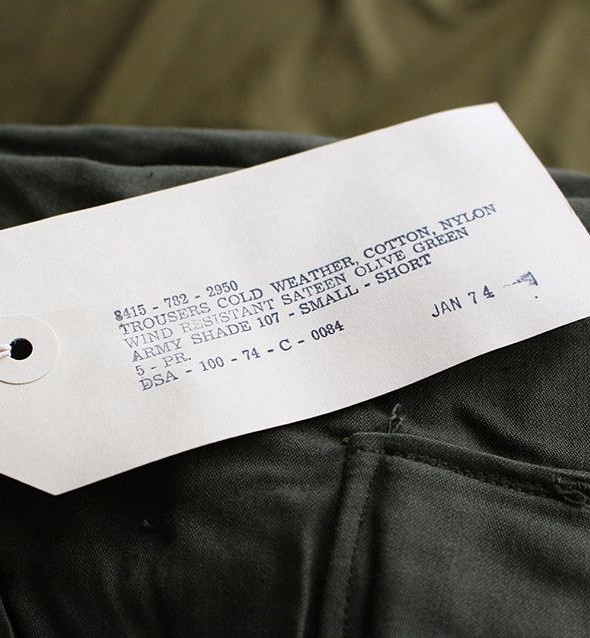 8415 - 782 - 2950
TROUSERS COLD WEATHER, COTTON, NYLON
WIND RESISTANT SATEEN OLIVE GREEN
ARMY SHADE 107 - SMALL - SHORT
5 - PR.
DSA - 100 - 74 - C - 0084
JAN 74